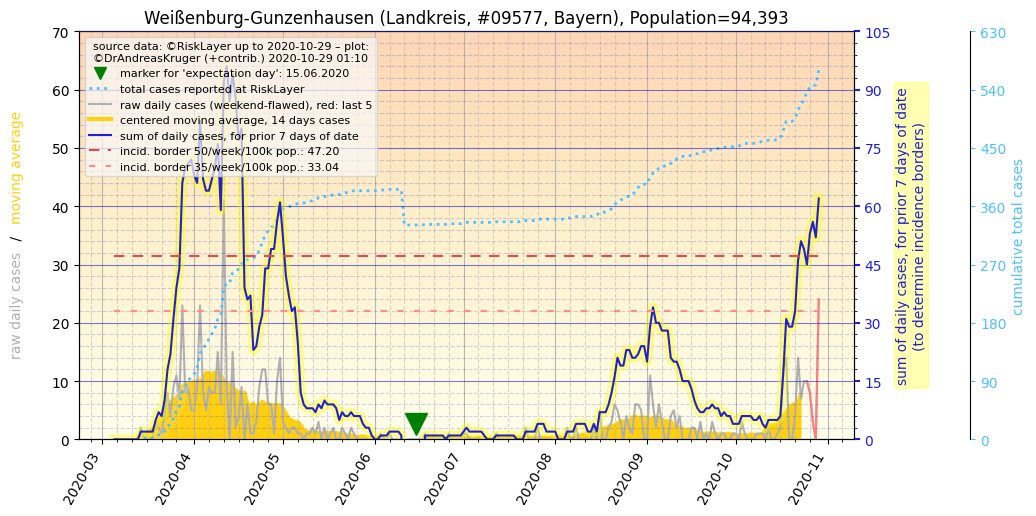 Weißenburg-Gunzenhausen (Landkreis, #09577, Bayern), Population=94,393
source data: ©RiskLayer up to 2020-10-29 – plot:
©DrAndreasKruger (+contrib.) 2020-10-29 01:10
marker for 'expectation day': 15.06.2020
total cases reported at RiskLayer
raw daily cases (weekend-flawed), red: last 5
centered moving average, 14 days cases
sum of daily cases, for prior 7 days of date
incid. border 50/week/100k pop.: 47.20
incid. border 35/week/100k pop.: 33.04
raw daily cases / moving average
70
60
50
40
30
20
10
0
105
90
75
60
45
30
15
0
sum of daily cases, for prior 7 days of date
(to determine incidence borders)
630
540
450
360
270
180
90
0
cumulative total cases
2020-03
2020-04
2020-05
2020-06
2020-07
2020-08
2020-09
2020-10
2020-11